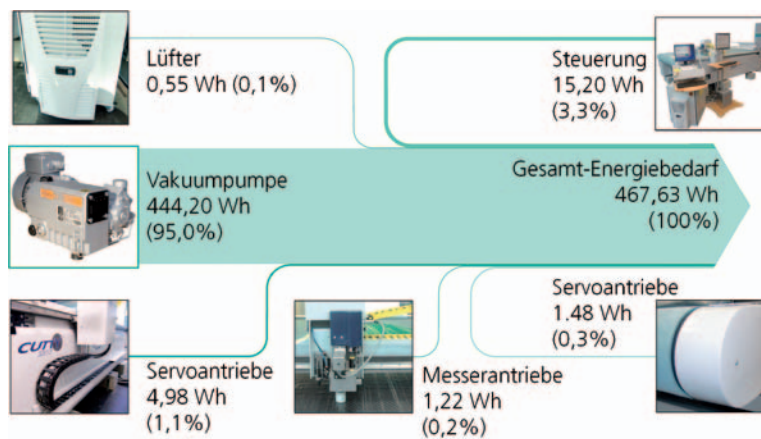 Lüfter
0,55 Wh (0,1%)
Steuerung
15,20 Wh
(3,3%)
Vakuumpumpe
444,20 Wh
(95,0%)
Gesamt-Energiebedarf
467,63 Wh
(100%)
Servoantriebe
4,98 Wh
(1,1%)
Messerantriebe
1,22 Wh
(0,2%)
Servoantriebe
1.48 Wh
(0,3%)
CUT